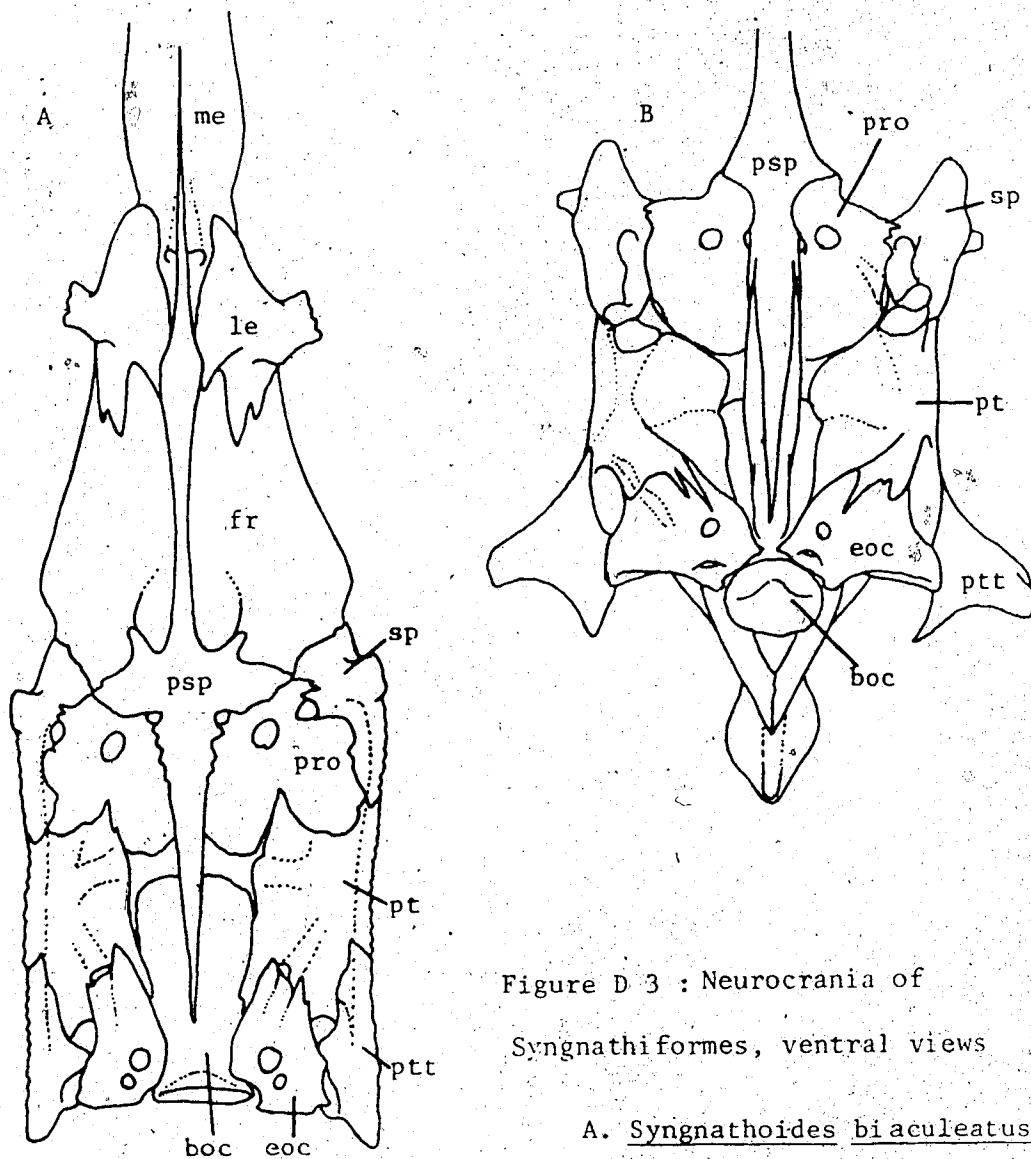 A
me
le
fr
sp
psp
pro
pt
ptt
boc eoc
B
pro
psp
sp
pt
eoc
ptt
boc
Figure D 3 : Neurocrania of
Syngnathiformes, ventral views
A. Syngnathoides biaculeatus